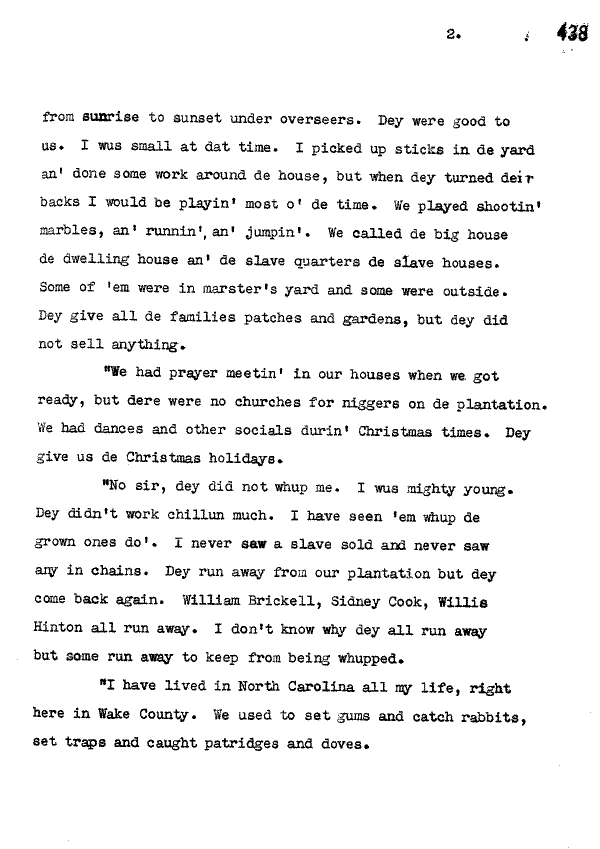 2. 438
from sunrise to sunset under overseers. Dey were good to
us. I wus small at dat time. I picked up sticks in de yard
an' done some work around de house, but when dey turned deir
backs I would be playin' most o' de time. We played shootin'
marbles, an' runnin', an' jumpin'. We called de big house
de dwelling house an' de slave quarters de slave houses.
Some of 'em were in marster's yard and some were outside.
Dey give all de families patches and gardens, but dey did
not sell anything.
"We had prayer meetin' in our houses when we got
ready, but dere were no churches for niggers on de plantation.
We had dances and other socials durin' Christmas times. Dey
give us de Christmas holidays.
"No sir, dey did not whup me. I wus mighty young.
Dey didn't work chillun much. I have seen 'em whup de
grown ones do'. I never saw a slave sold and never saw
any in chains. Dey run away from our plantation but dey
come back again. William Brickell, Sidney Cook, Willis
Hinton all run away. I don't know why dey all run away
but some run away to keep from being whupped.
"I have lived in North Carolina all my life, right
here in Wake County. We used to set gums and catch rabbits,
set traps and caught patridges and doves.